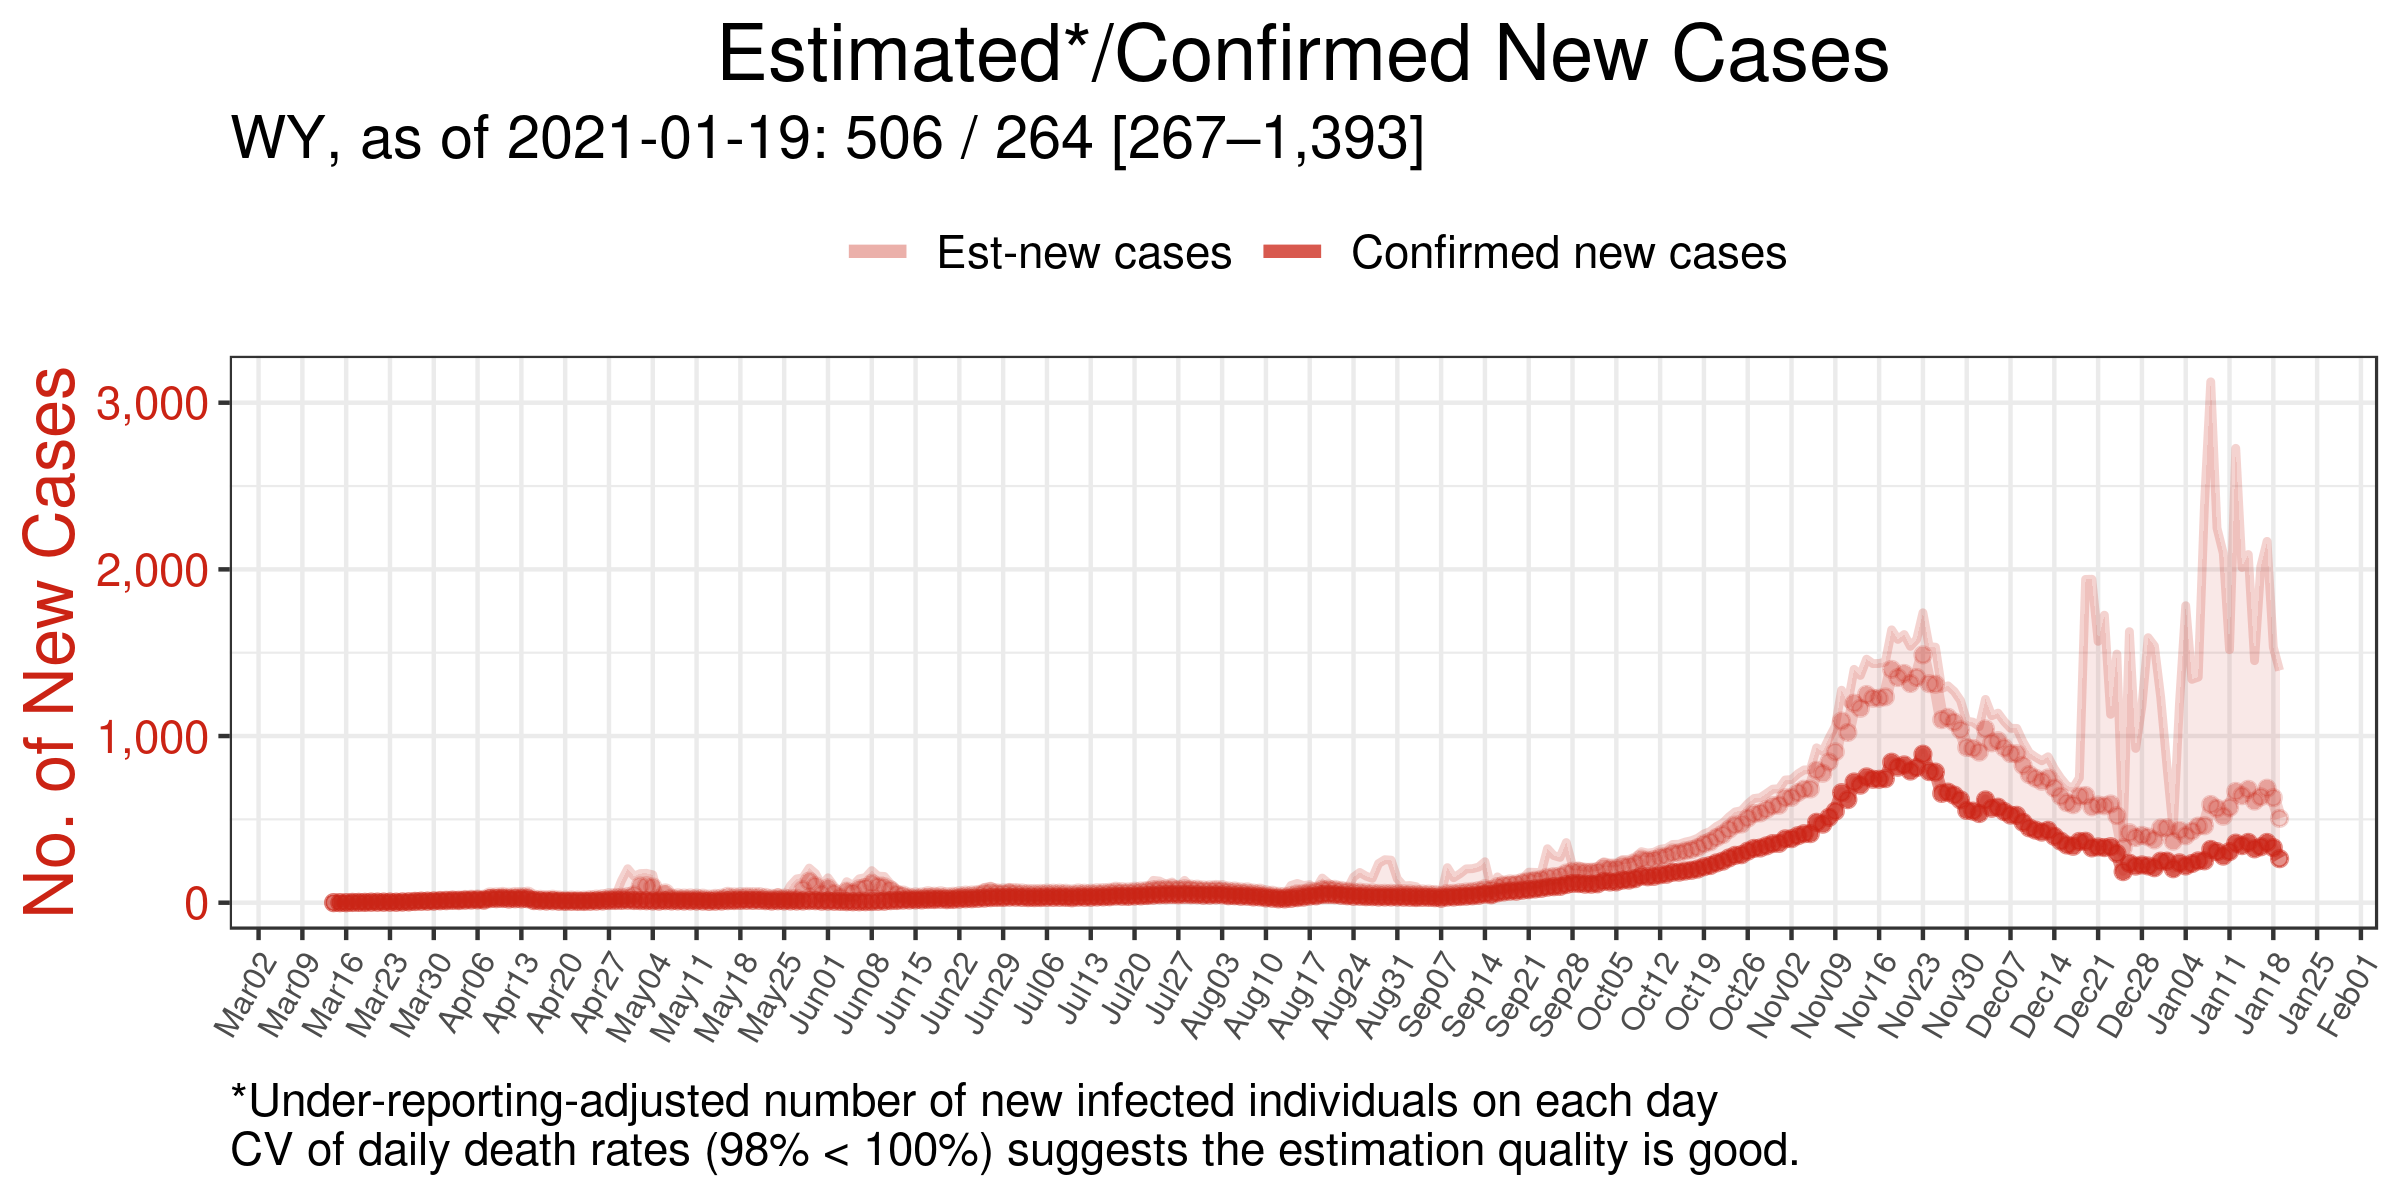 Estimated*/Confirmed New Cases
WY, as of 2021-01-19: 506 / 264 [267–1,393]
Est-new cases
Confirmed new cases
No. of New Cases
3,000
2,000
1,000
0
Mar02
Mar09
Mar16
Mar23
Mar30
Apr06
Apr13
Apr20
Apr27
May04
May11
May18
May25
Jun01
Jun08
Jun15
Jun22
Jun29
Jul06
Jul13
Jul20
Jul27
Aug03
Aug10
Aug17
Aug24
Aug31
Sep07
Sep14
Sep21
Sep28
Oct05
Oct12
Oct19
Oct26
Nov02
Nov09
Nov16
Nov23
Nov30
Dec07
Dec14
Dec21
Dec28
Jan04
Jan11
Jan18
Jan25
Feb01
*Under-reporting-adjusted number of new infected individuals on each day
CV of daily death rates (98% < 100%) suggests the estimation quality is good.